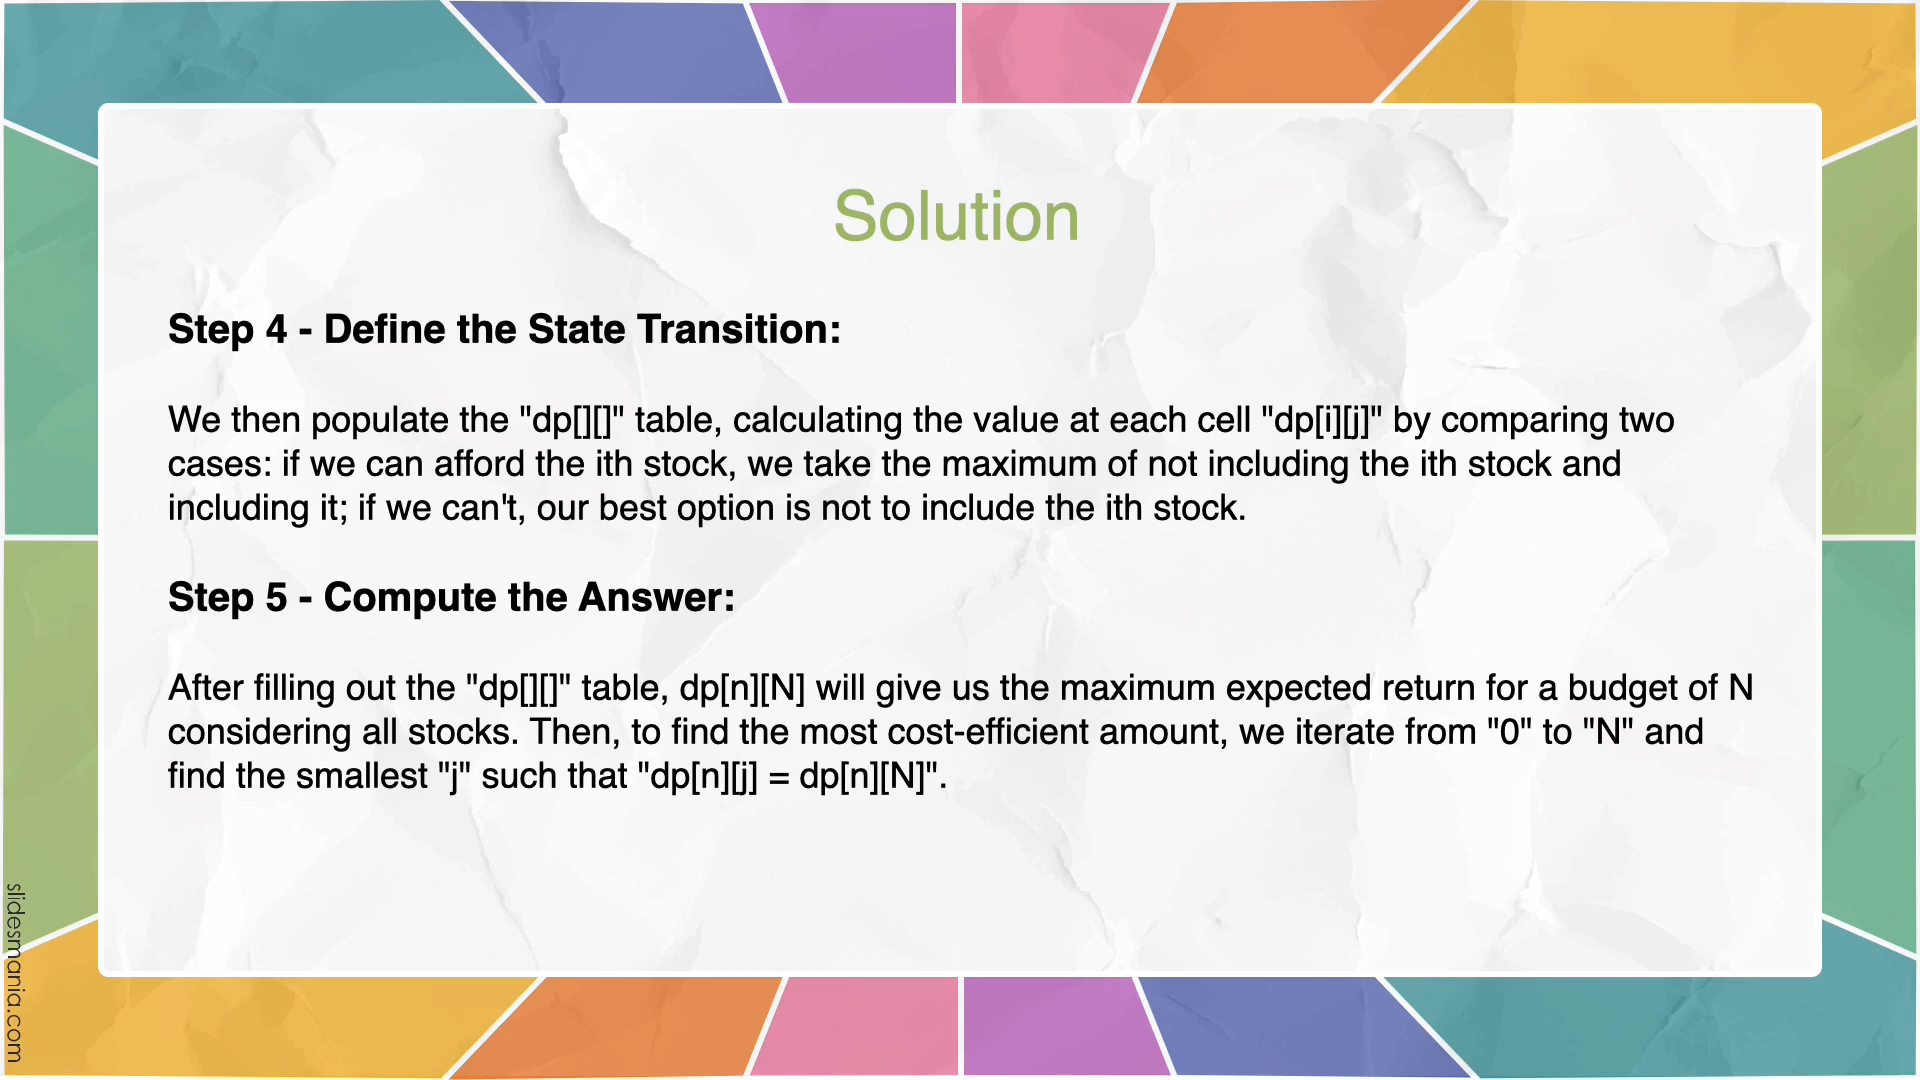 Solution
Step 4 - Define the State Transition:
We then populate the "dp[][]" table, calculating the value at each cell "dp[i][j]" by comparing two
cases: if we can afford the ith stock, we take the maximum of not including the ith stock and
including it; if we can't, our best option is not to include the ith stock.
Step 5 - Compute the Answer:
After filling out the "dp[][]" table, dp[n][N] will give us the maximum expected return for a budget of N
considering all stocks. Then, to find the most cost-efficient amount, we iterate from "0" to "N" and
find the smallest "j" such that "dp[n][j] = dp[n][N]".
slidesmania.com